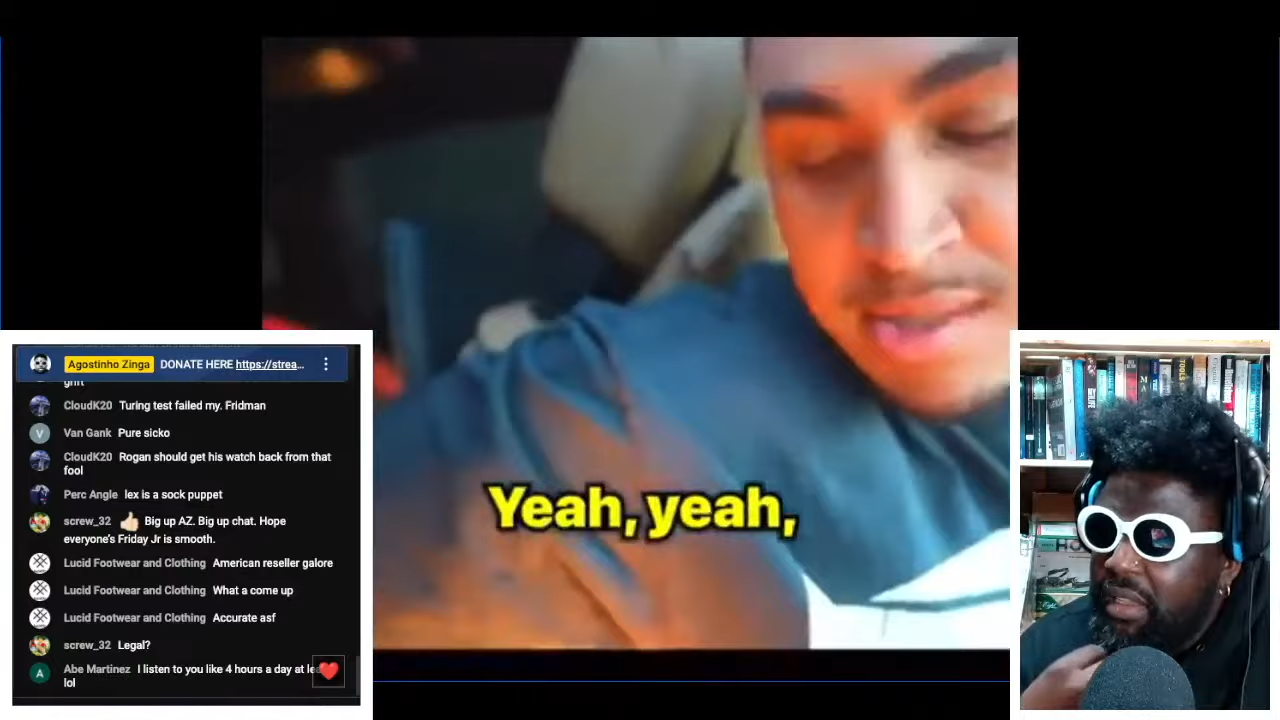 Agostinho Zinga DONATE HERE https://strea...
grift
CloudK20 Turing test failed my. Fridman
Van Gank Pure sicko
CloudK20 Rogan should get his watch back from that
fool
Perc Angle lex is a sock puppet
screw_32 👍🏻 Big up AZ. Big up chat. Hope
everyone's Friday Jr is smooth.
Lucid Footwear and Clothing American reseller galore
Lucid Footwear and Clothing What a come up
Lucid Footwear and Clothing Accurate asf
screw_32 Legal?
Abe Martinez I listen to you like 4 hours a day at
lol
V
A
Yeah, yeah,